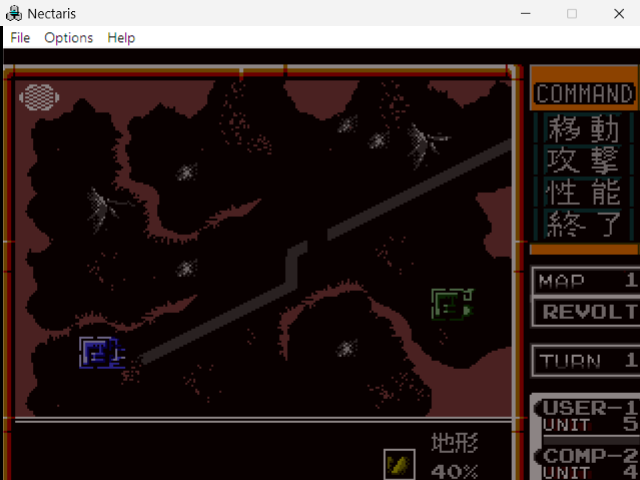 Nectaris
File Options Help
COMMAND
移動
攻撃
性能
終了
MAP 1
REVOLT
TURN 1
USER-1
UNIT 5
COMP-2
UNIT 4
地形
40%